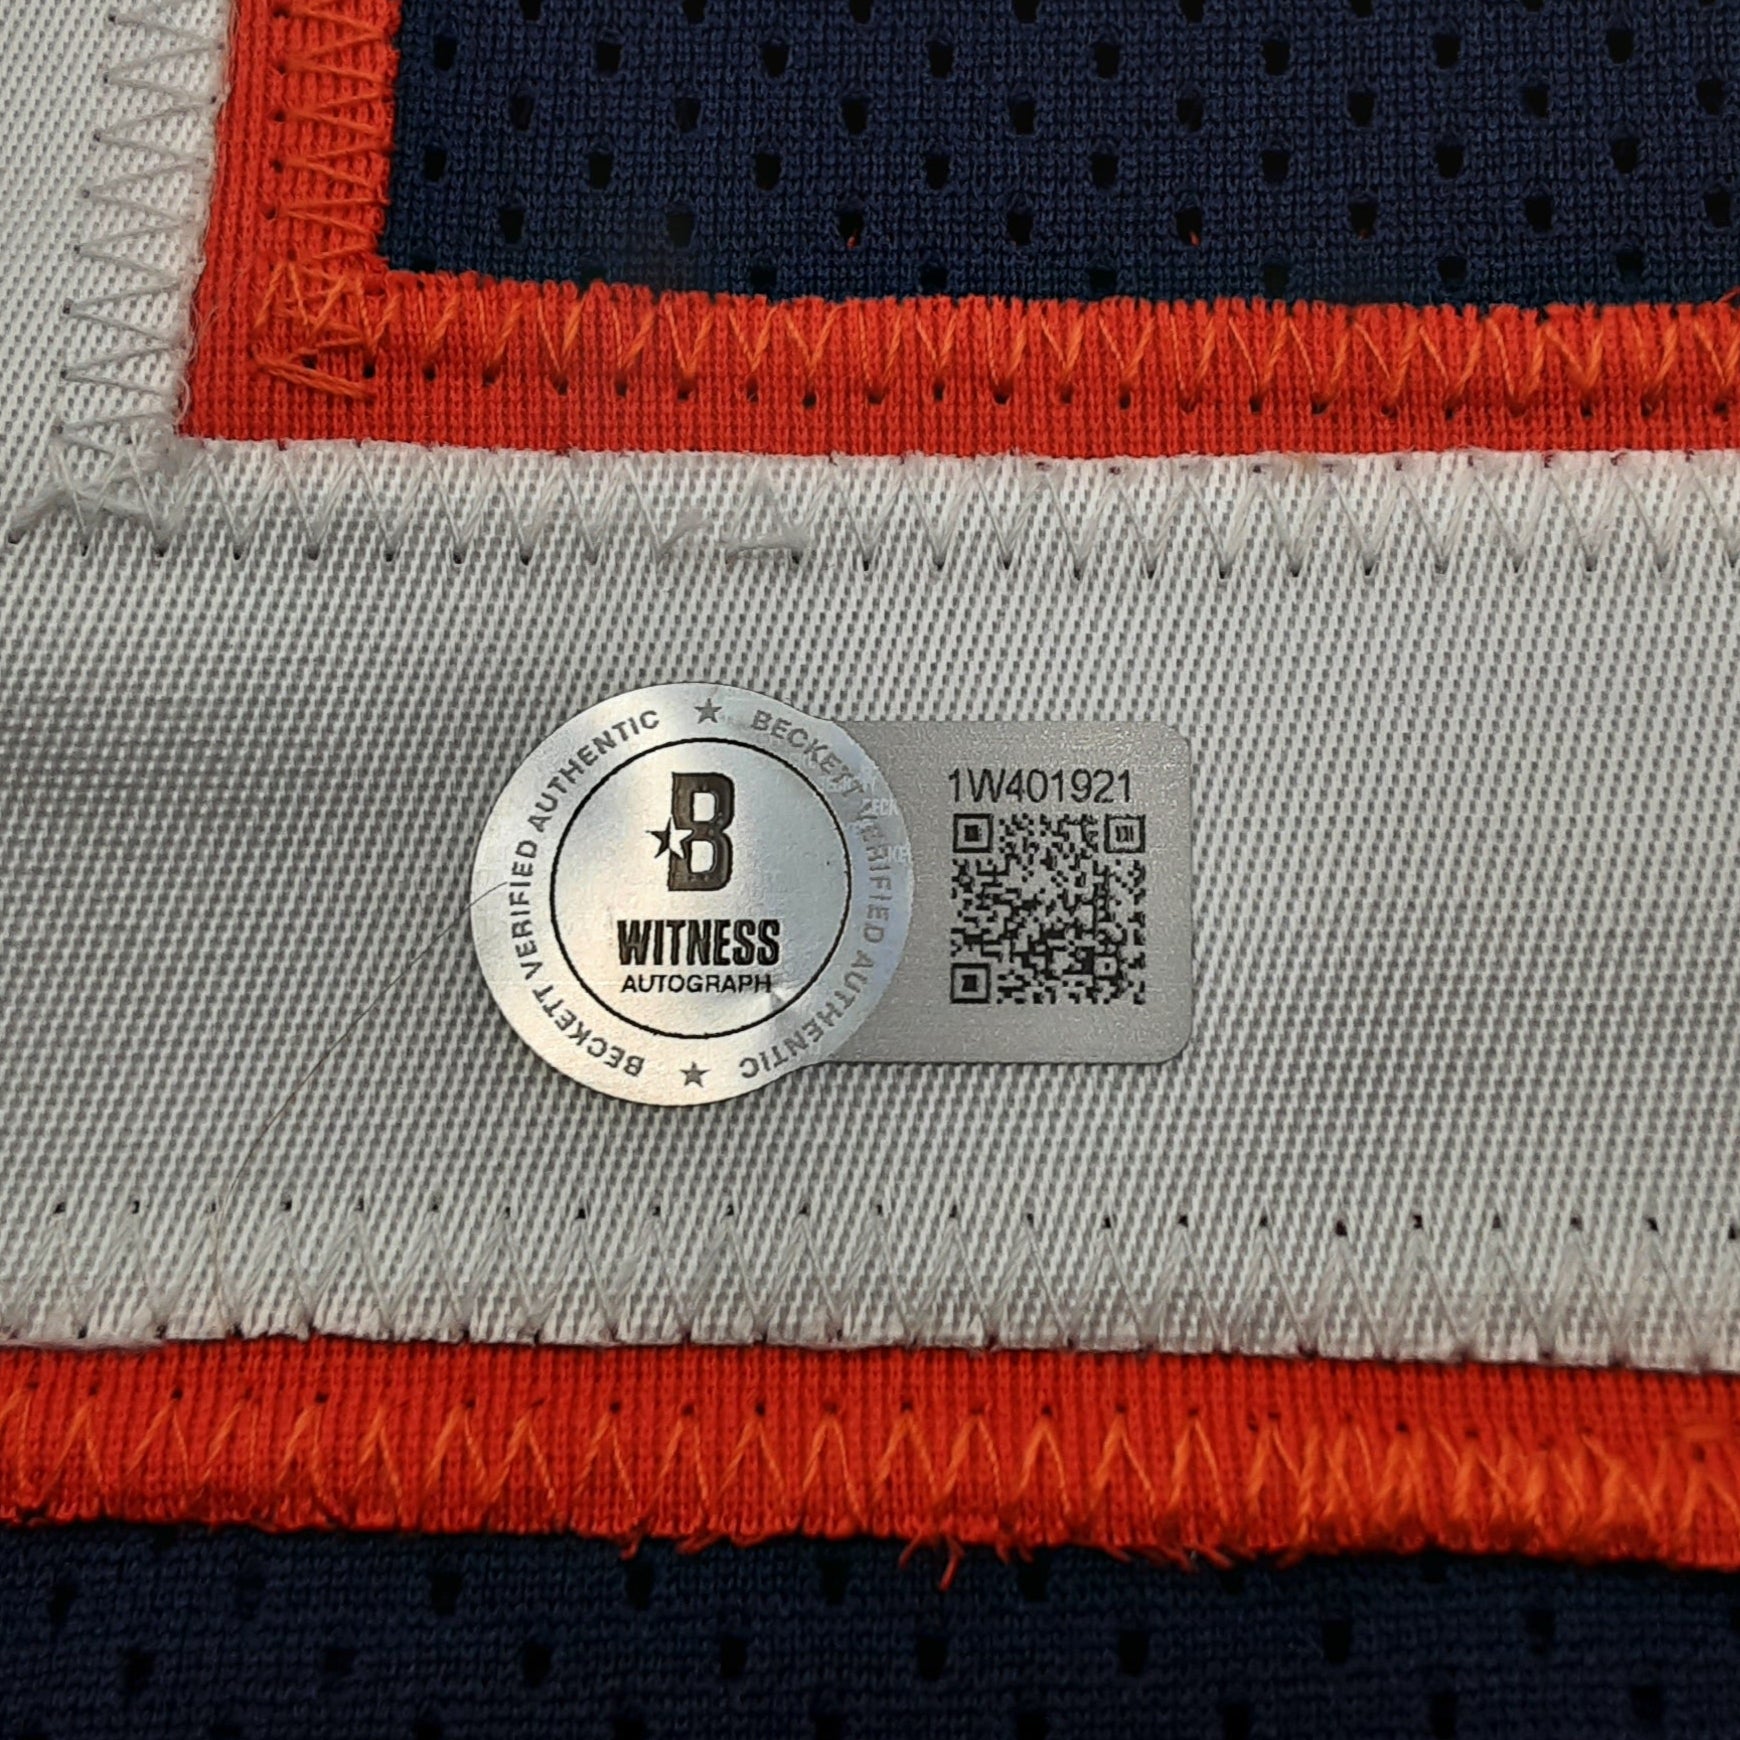 BECKETT VERIFIED AUTHENTIC ★ BECKETT VERIFIED AUTHENTIC ★
B
WITNESS
AUTOGRAPH
1W401921